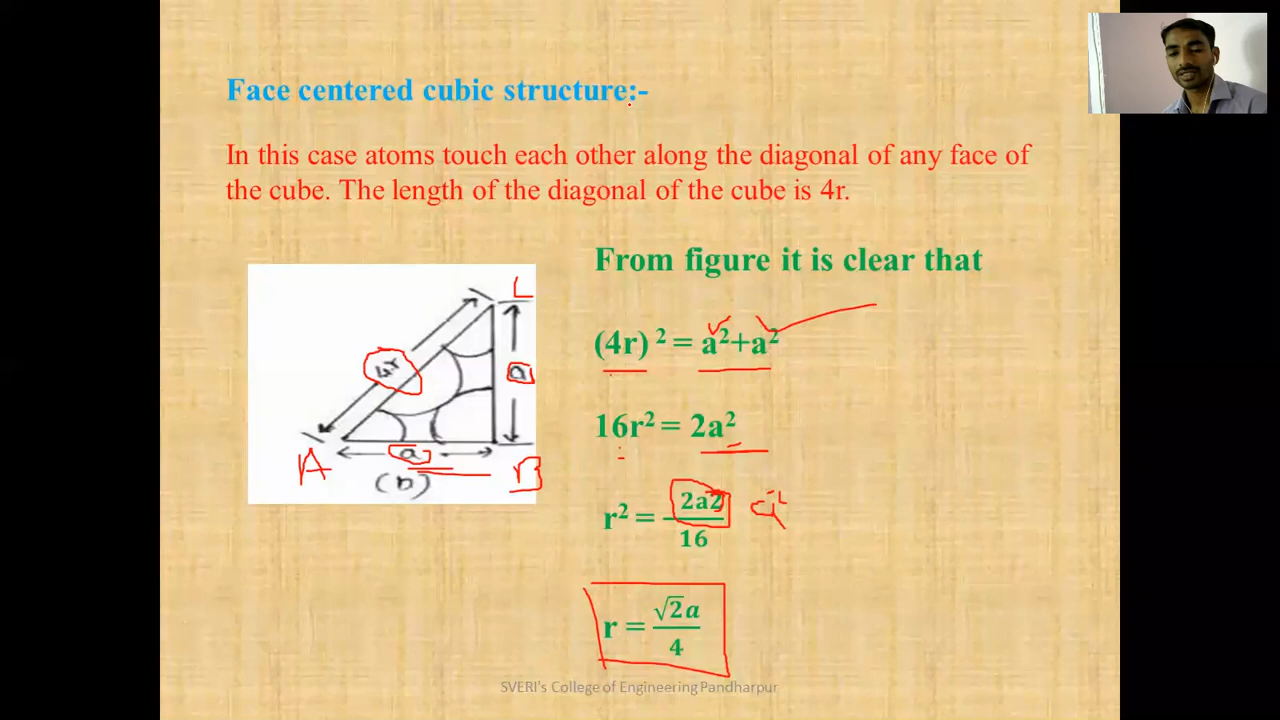 Face centered cubic structure:-
In this case atoms touch each other along the diagonal of any face of
the cube. The length of the diagonal of the cube is 4r.
From figure it is clear that
(4r) ² = a²+a²
16r² = 2a²
r² = 2a2/16
a²
r = √2a/4
L
4r
a
A
a
B
(b)
SVERI's College of Engineering Pandharpur